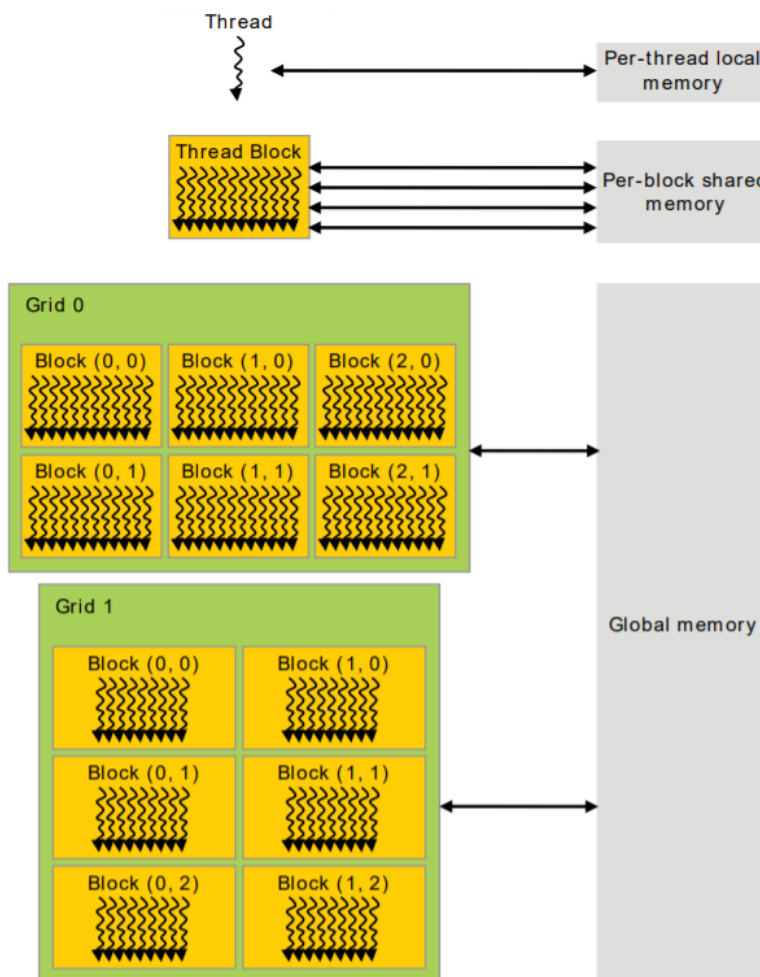 Thread
Per-thread local
memory
Thread Block
Per-block shared
memory
Grid 0
Block (0, 0) Block (1, 0) Block (2, 0)
Block (0, 1) Block (1, 1) Block (2, 1)
Grid 1
Global memory
Block (0, 0) Block (1, 0)
Block (0, 1) Block (1, 1)
Block (0, 2) Block (1, 2)